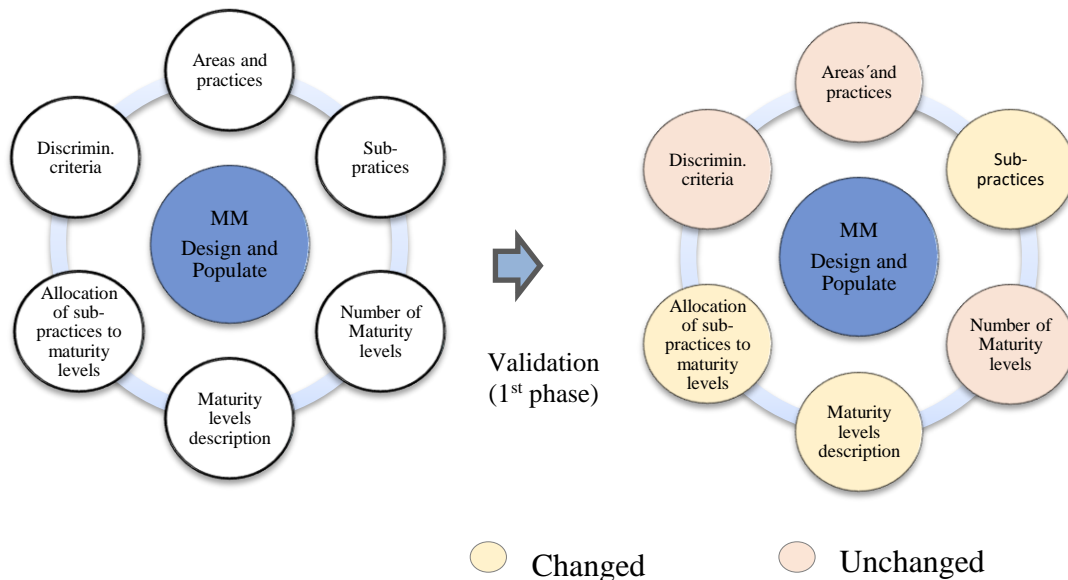 Areas and
practices
Discrimin.
criteria
Sub-
pratices
MM
Design and
Populate
Allocation
of sub-
practices to
maturity
levels
Number of
Maturity
levels
Maturity
levels
description
Validation
(1st phase)
Areas´and
practices
Discrimin.
criteria
Sub-
practices
MM
Design and
Populate
Allocation
of sub-
practices to
maturity
levels
Number of
Maturity
levels
Maturity
levels
description
Changed
Unchanged